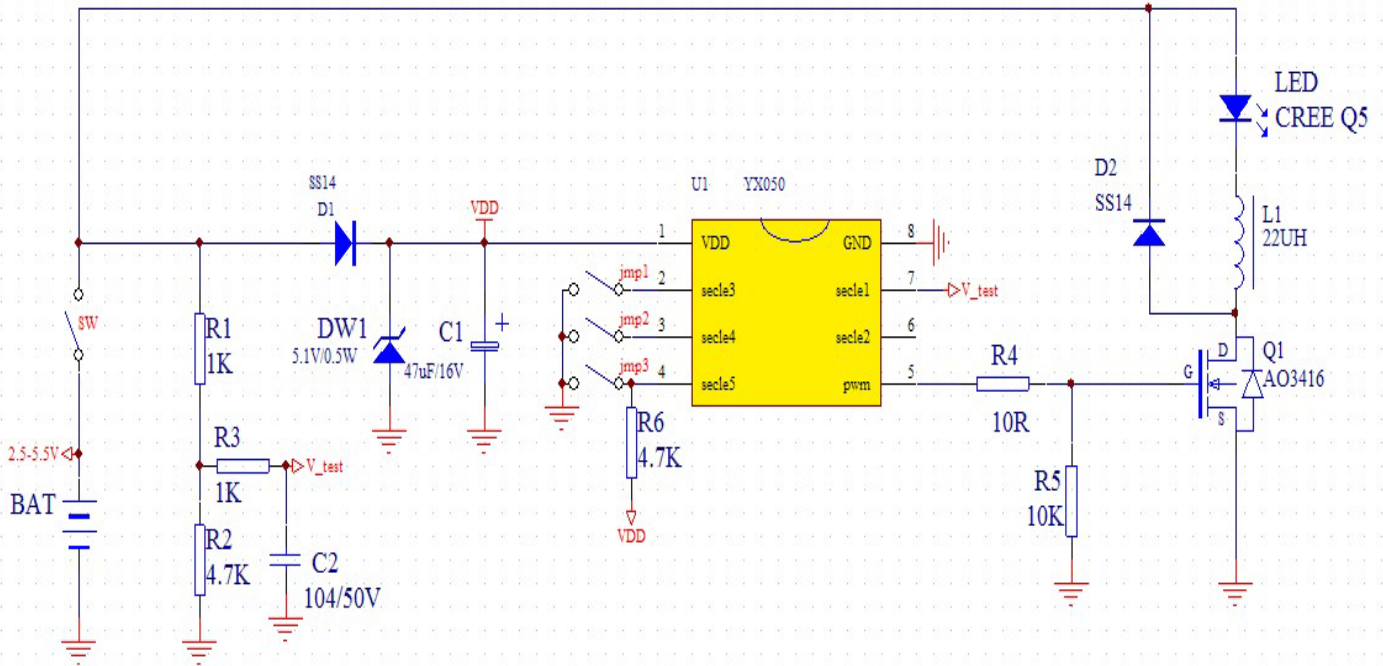 LED
CREE Q5
D2
SS14
L1
22UH
SS14
D1
VDD
U1 YX050
1
VDD
GND
8
jmp1
2
secle3
secle1
7
V_test
SW
R1
1K
DW1
5.1V/0.5W
C1
+
47uF/16V
jmp2
3
secle4
secle2
6
jmp3
4
secle5
pwm
5
R4
10R
G
D
S
Q1
AO3416
R6
4.7K
VDD
2.5-5.5V
BAT
R3
1K
V_test
R5
10K
R2
4.7K
C2
104/50V